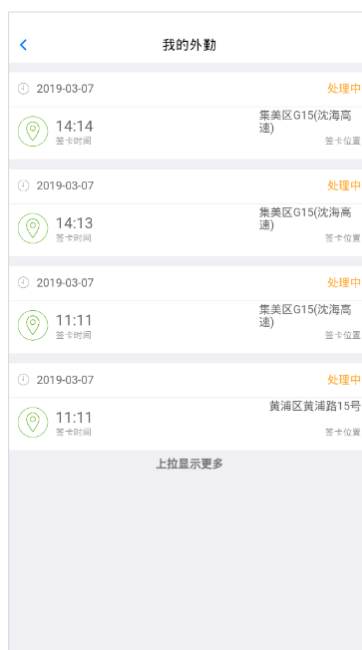 我的外勤
2019-03-07 处理中
14:14 集美区G15(沈海高
速)
签卡时间 签卡位置
2019-03-07 处理中
14:13 集美区G15(沈海高
速)
签卡时间 签卡位置
2019-03-07 处理中
11:11 集美区G15(沈海高
速)
签卡时间 签卡位置
2019-03-07 处理中
11:11 黄浦区黄浦路15号
签卡时间 签卡位置
上拉显示更多